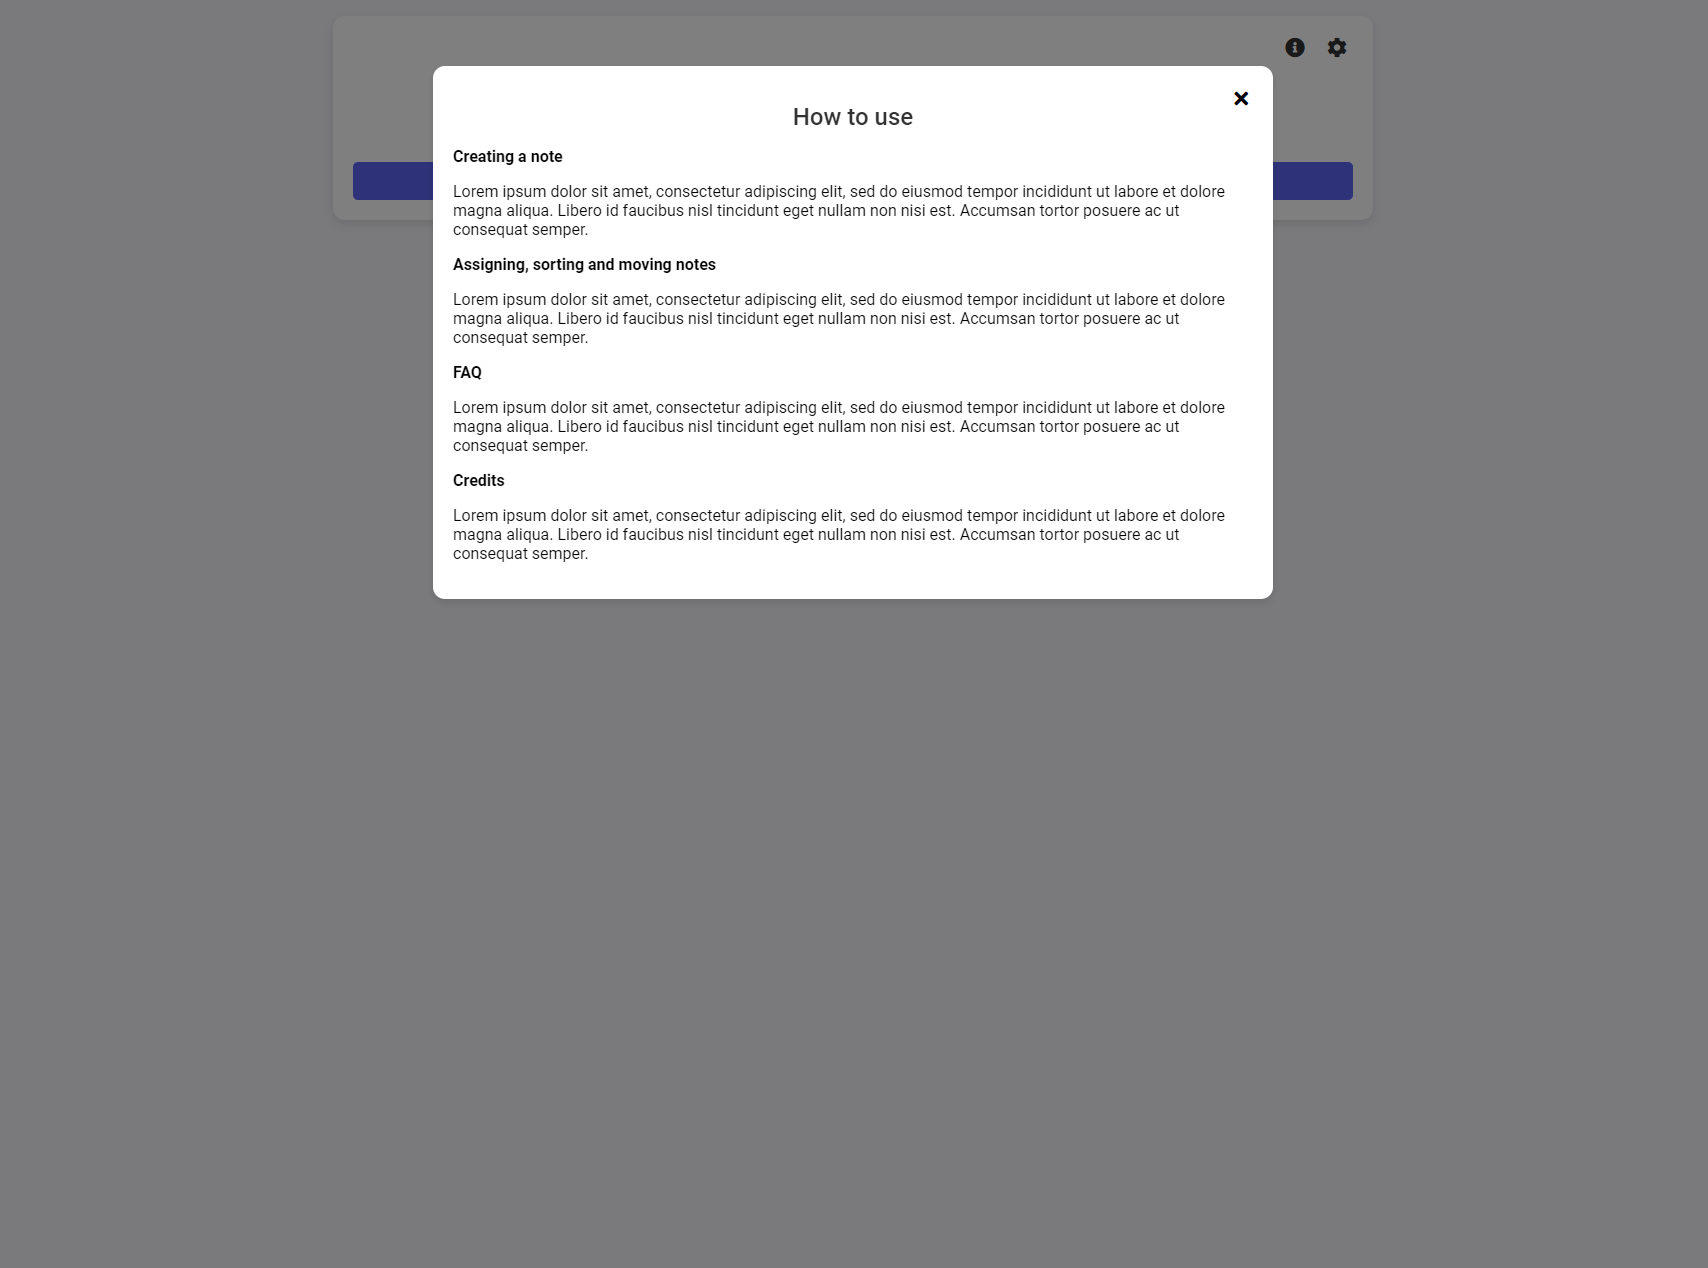 How to use
Creating a note
Lorem ipsum dolor sit amet, consectetur adipiscing elit, sed do eiusmod tempor incididunt ut labore et dolore
magna aliqua. Libero id faucibus nisl tincidunt eget nullam non nisi est. Accumsan tortor posuere ac ut
consequat semper.
Assigning, sorting and moving notes
Lorem ipsum dolor sit amet, consectetur adipiscing elit, sed do eiusmod tempor incididunt ut labore et dolore
magna aliqua. Libero id faucibus nisl tincidunt eget nullam non nisi est. Accumsan tortor posuere ac ut
consequat semper.
FAQ
Lorem ipsum dolor sit amet, consectetur adipiscing elit, sed do eiusmod tempor incididunt ut labore et dolore
magna aliqua. Libero id faucibus nisl tincidunt eget nullam non nisi est. Accumsan tortor posuere ac ut
consequat semper.
Credits
Lorem ipsum dolor sit amet, consectetur adipiscing elit, sed do eiusmod tempor incididunt ut labore et dolore
magna aliqua. Libero id faucibus nisl tincidunt eget nullam non nisi est. Accumsan tortor posuere ac ut
consequat semper.